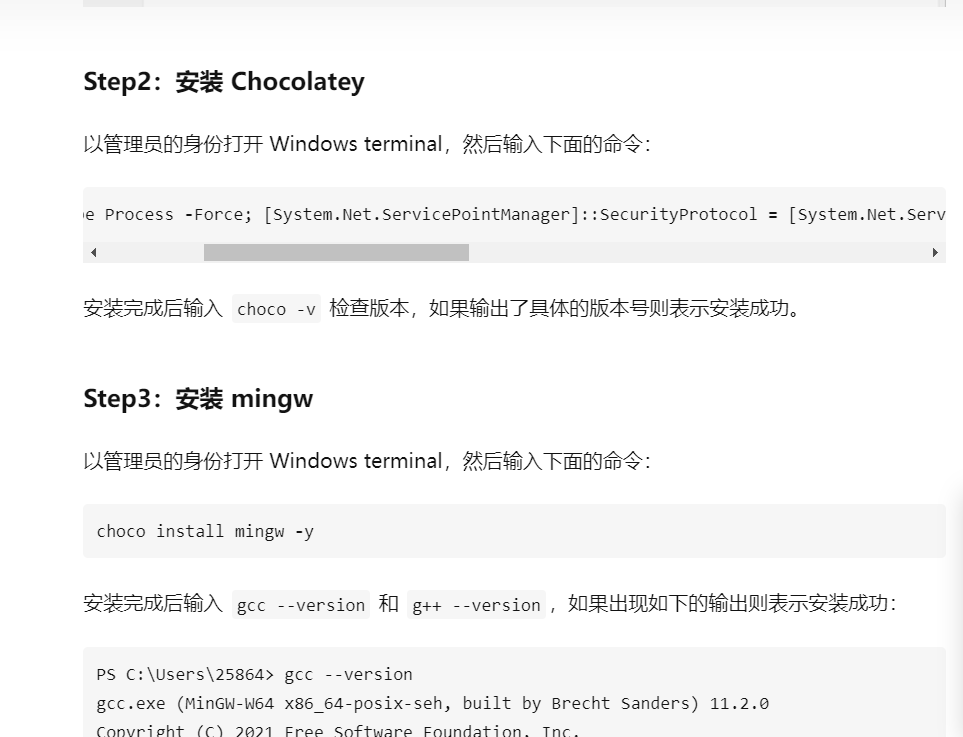 Step2：安装 Chocolatey
以管理员的身份打开 Windows terminal，然后输入下面的命令：
e Process -Force; [System.Net.ServicePointManager]::SecurityProtocol = [System.Net.Serv
安装完成后输入 choco -v 检查版本，如果输出了具体的版本号则表示安装成功。
Step3：安装 mingw
以管理员的身份打开 Windows terminal，然后输入下面的命令：
choco install mingw -y
安装完成后输入 gcc --version 和 g++ --version ，如果出现如下的输出则表示安装成功：
PS C:\Users\25864> gcc --version
gcc.exe (MinGW-W64 x86_64-posix-seh, built by Brecht Sanders) 11.2.0
Copyright (C) 2021 Free Software Foundation, Inc.